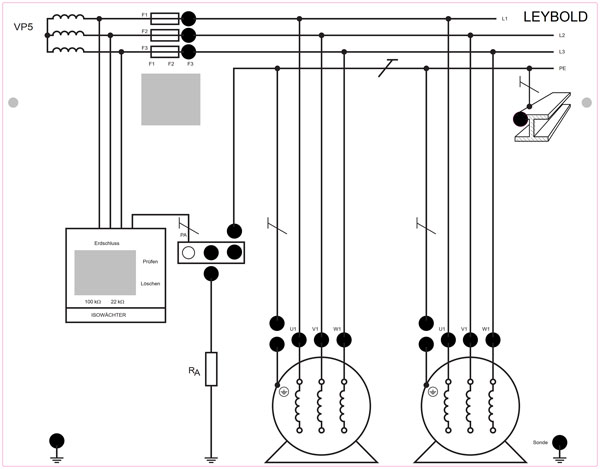 VP5
F1
L1
LEYBOLD
F2
L2
F3
L3
F1 F2 F3
PE
PA
Erdschluss
Prüfen
Löschen
100 kΩ 22 kΩ
ISOWÄCHTER
U1 V1 W1
U1 V1 W1
RA
Sonde